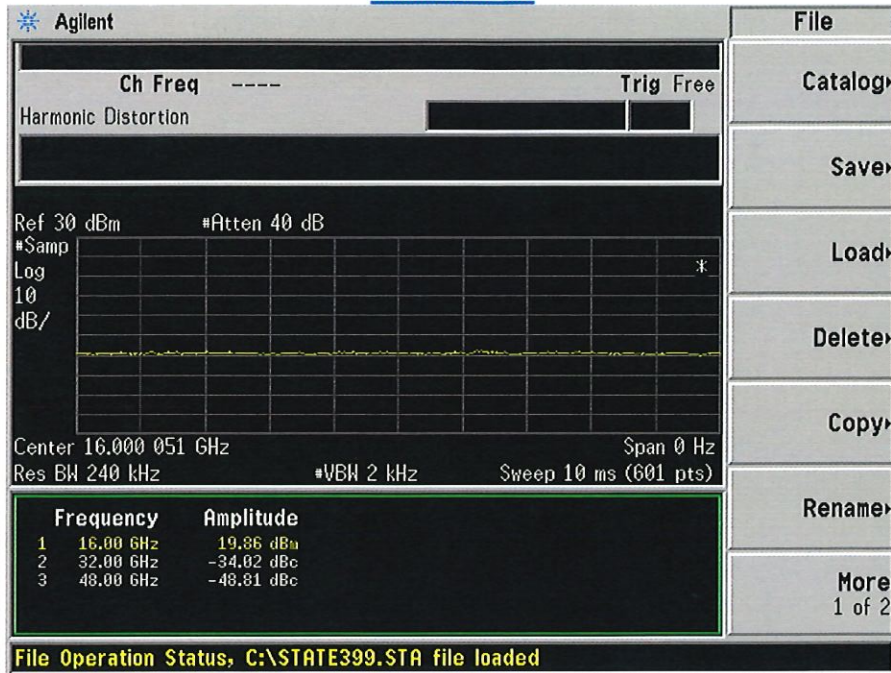 Agilent
File
Ch Freq ----
Trig Free
Harmonic Distortion
Catalog
Save
Load
Delete
Copy
Rename
More
1 of 2
Ref 30 dBm
#Atten 40 dB
#Samp
Log
10
dB/
*
Center 16.000 051 GHz
Span 0 Hz
Res BW 240 kHz
#VBW 2 kHz
Sweep 10 ms (601 pts)
Frequency Amplitude
1 16.00 GHz 19.86 dBm
2 32.00 GHz -34.02 dBc
3 48.00 GHz -48.81 dBc
File Operation Status, C:\STATE399.STA file loaded